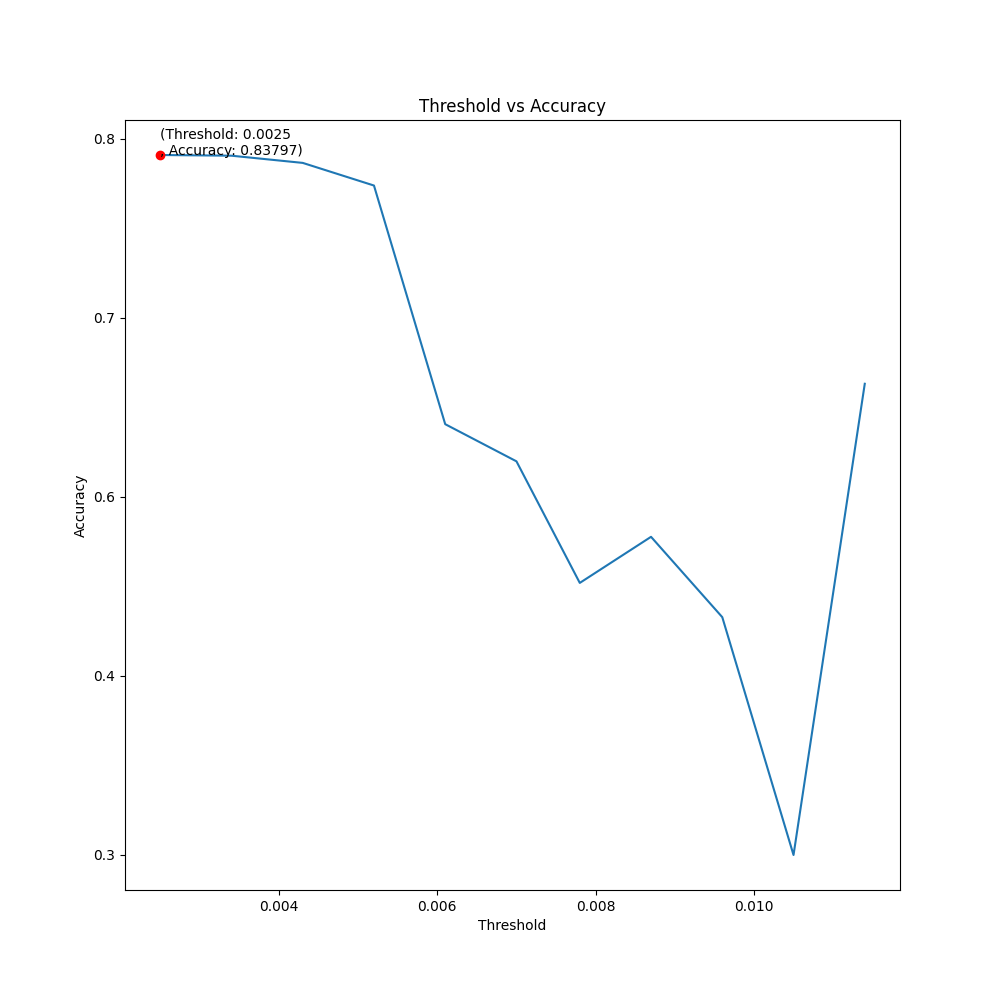 Threshold vs Accuracy
0.8
(Threshold: 0.0025
Accuracy: 0.83797)
0.7
0.6
0.4
0.3
Accuracy
0.004 0.006 0.008 0.010
Threshold